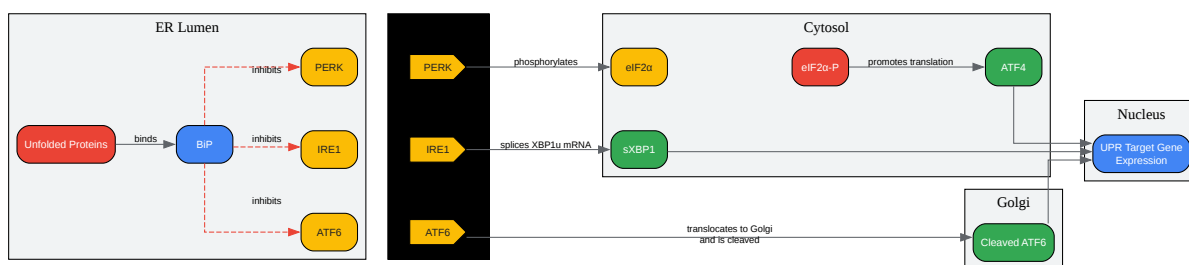 ER Lumen
Unfolded Proteins
binds
BiP
inhibits
PERK
inhibits
IRE1
inhibits
ATF6
PERK
IRE1
ATF6
phosphorylates
splices XBP1u mRNA
translocates to Golgi
and is cleaved
Cytosol
eIF2α
eIF2α-P
promotes translation
ATF4
sXBP1
Golgi
Cleaved ATF6
Nucleus
UPR Target Gene
Expression